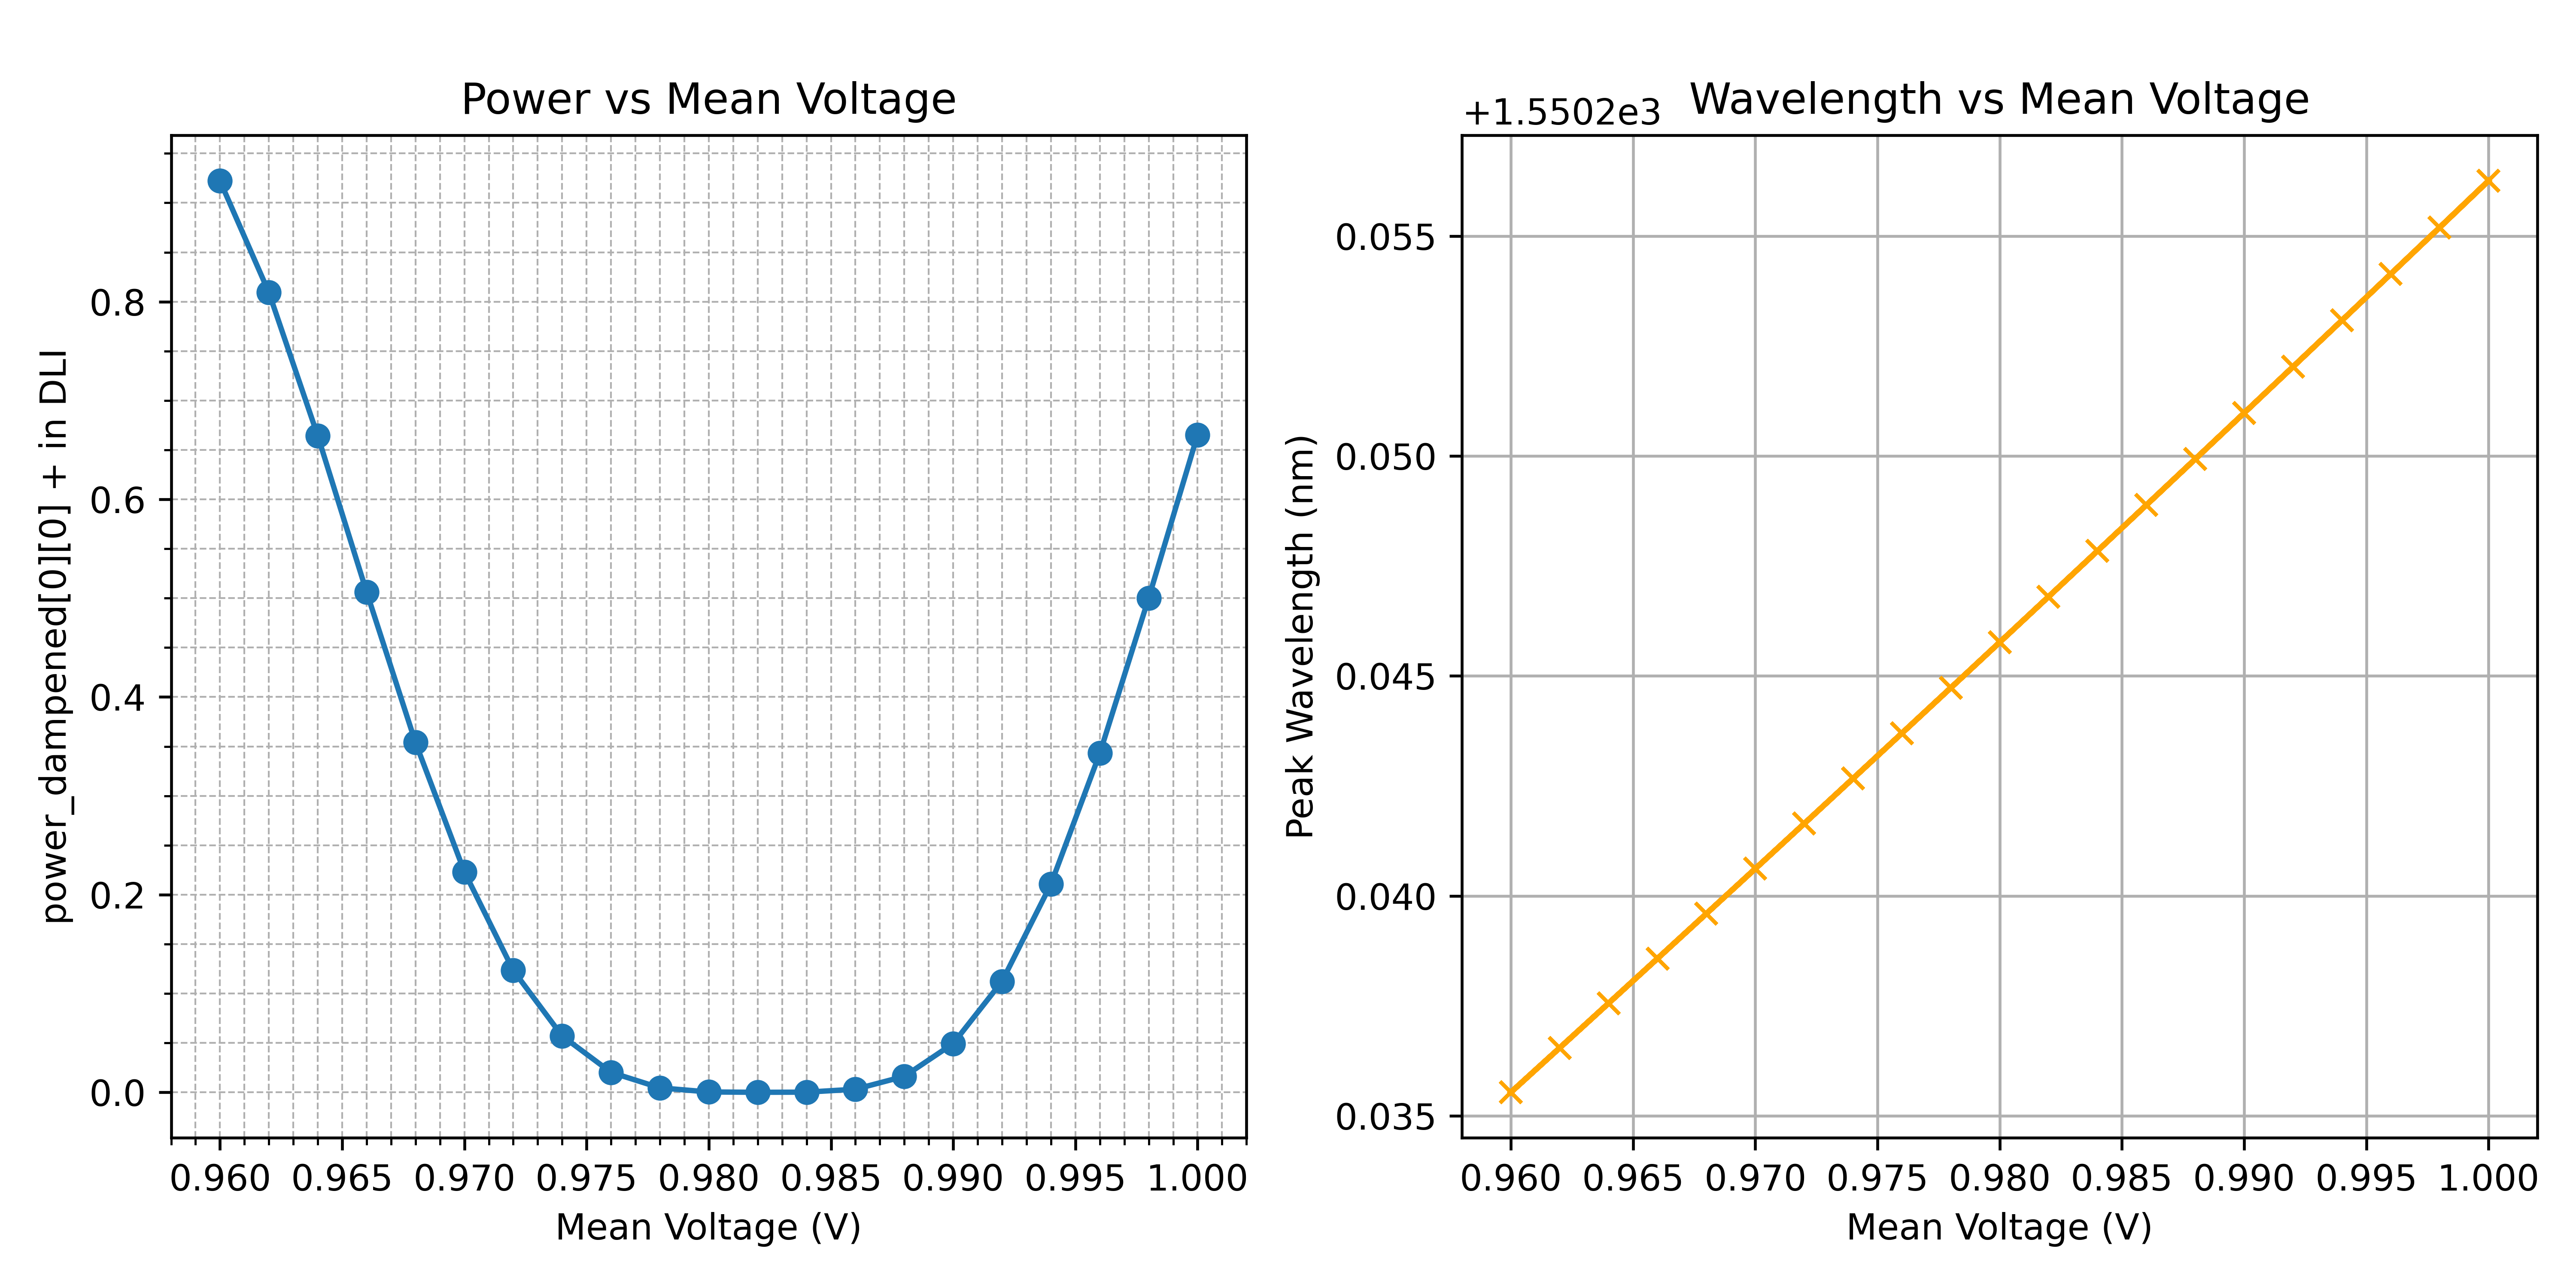 Power vs Mean Voltage
power_dampened[0][0] + in DLI
0.8
0.6
0.4
0.2
0.0
0.960 0.965 0.970 0.975 0.980 0.985 0.990 0.995 1.000
Mean Voltage (V)
+1.5502e3
Wavelength vs Mean Voltage
Peak Wavelength (nm)
0.055
0.050
0.045
0.040
0.035
0.960 0.965 0.970 0.975 0.980 0.985 0.990 0.995 1.000
Mean Voltage (V)